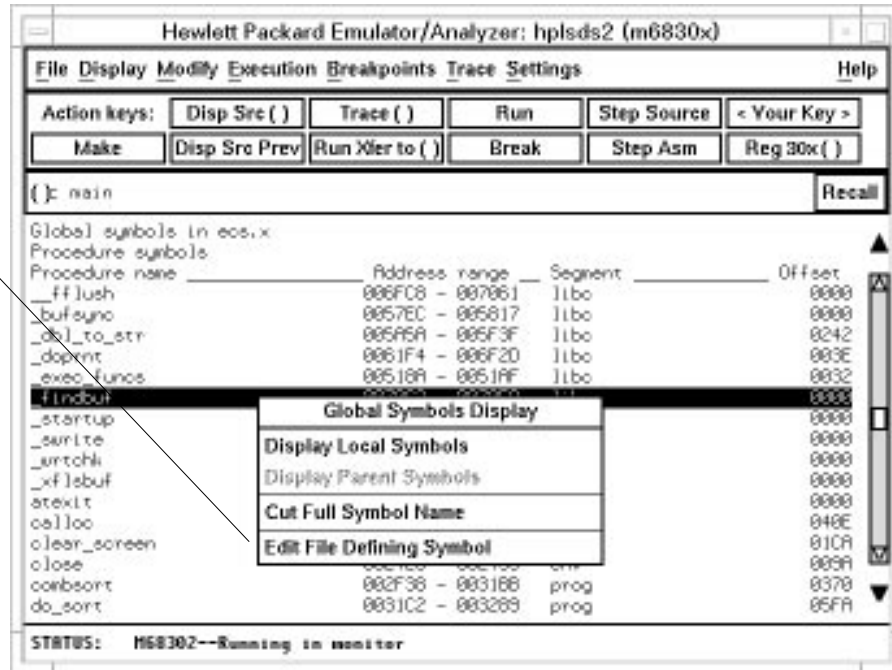 Hewlett Packard Emulator/Analyzer: hplsds2 (m6830x)
File Display Modify Execution Breakpoints Trace Settings Help
Action keys: Disp Src ( ) Trace ( ) Run Step Source < Your Key >
Make Disp Src Prev Run Xfer to ( ) Break Step Asm Reg 30x ( )
( ): main Recall
Global symbols in ecs.x
Procedure symbols
Procedure name Address range Segment Offset
__fflush 006FC8 - 007061 libc 0000
_bufsync 0057EC - 005817 libc 0000
_dbl_to_str 005A5A - 005F3F libc 0242
_doprnt 0061F4 - 006F2D libc 003E
_exec_funcs 00518A - 0051AF libc 0032
_findbuf 0000
Global Symbols Display
_startup 0000
_swrite 0000
Display Local Symbols
_wrtchk 0000
Display Parent Symbols
_xflsbuf 0000
atexit 0000
Cut Full Symbol Name
calloc 040E
clear_screen 01CA
Edit File Defining Symbol
close 009A
combsort 002F38 - 0031BB prog 0370
do_sort 0031C2 - 003289 prog 05FA
STATUS: M68302--Running in monitor